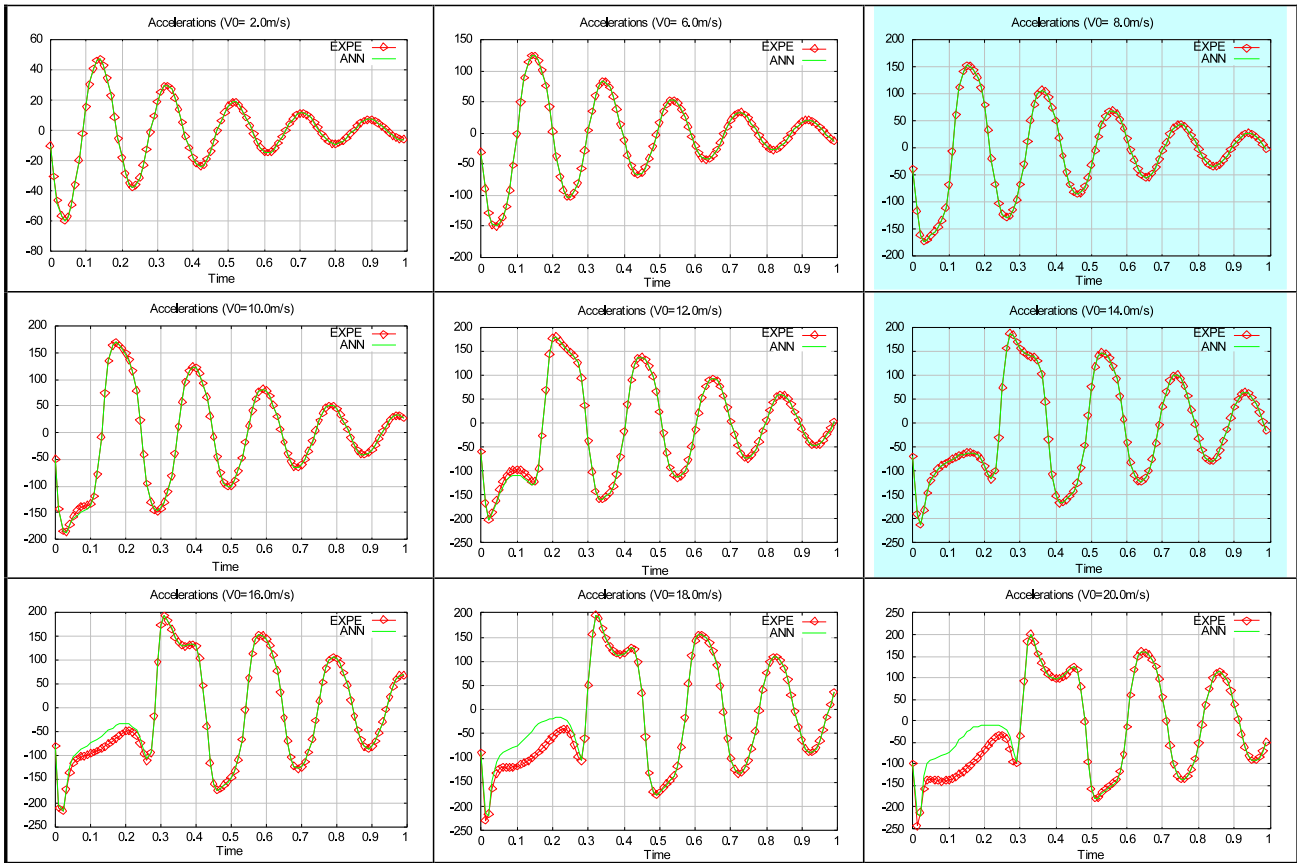 Accelerations (V0= 2.0m/s)
EXPE
ANN
60
40
20
0
-20
-40
-60
-80
0 0.1 0.2 0.3 0.4 0.5 0.6 0.7 0.8 0.9 1
Time
Accelerations (V0= 6.0m/s)
EXPE
ANN
150
100
50
0
-50
-100
-150
-200
0 0.1 0.2 0.3 0.4 0.5 0.6 0.7 0.8 0.9 1
Time
Accelerations (V0= 8.0m/s)
EXPE
ANN
200
150
100
50
0
-50
-100
-150
-200
0 0.1 0.2 0.3 0.4 0.5 0.6 0.7 0.8 0.9 1
Time
Accelerations (V0=10.0m/s)
EXPE
ANN
200
150
100
50
0
-50
-100
-150
-200
0 0.1 0.2 0.3 0.4 0.5 0.6 0.7 0.8 0.9 1
Time
Accelerations (V0=12.0m/s)
EXPE
ANN
200
150
100
50
0
-50
-100
-150
-200
-250
0 0.1 0.2 0.3 0.4 0.5 0.6 0.7 0.8 0.9 1
Time
Accelerations (V0=14.0m/s)
EXPE
ANN
200
150
100
50
0
-50
-100
-150
-200
-250
0 0.1 0.2 0.3 0.4 0.5 0.6 0.7 0.8 0.9 1
Time
Accelerations (V0=16.0m/s)
EXPE
ANN
200
150
100
50
0
-50
-100
-150
-200
-250
0 0.1 0.2 0.3 0.4 0.5 0.6 0.7 0.8 0.9 1
Time
Accelerations (V0=18.0m/s)
EXPE
ANN
200
150
100
50
0
-50
-100
-150
-200
-250
0 0.1 0.2 0.3 0.4 0.5 0.6 0.7 0.8 0.9 1
Time
Accelerations (V0=20.0m/s)
EXPE
ANN
250
200
150
100
50
0
-50
-100
-150
-200
-250
0 0.1 0.2 0.3 0.4 0.5 0.6 0.7 0.8 0.9 1
Time